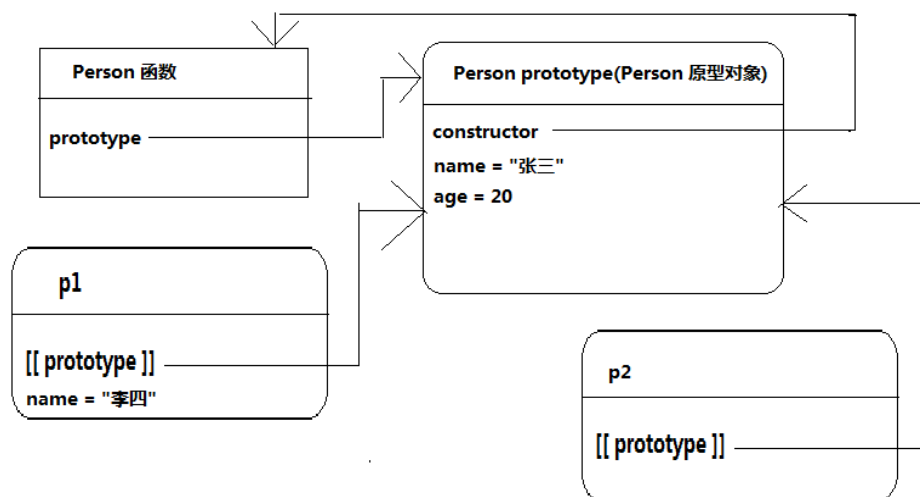 Person 函数
prototype
Person prototype(Person 原型对象)
constructor
name = "张三"
age = 20
p1
[[ prototype ]]
name = "李四"
p2
[[ prototype ]]